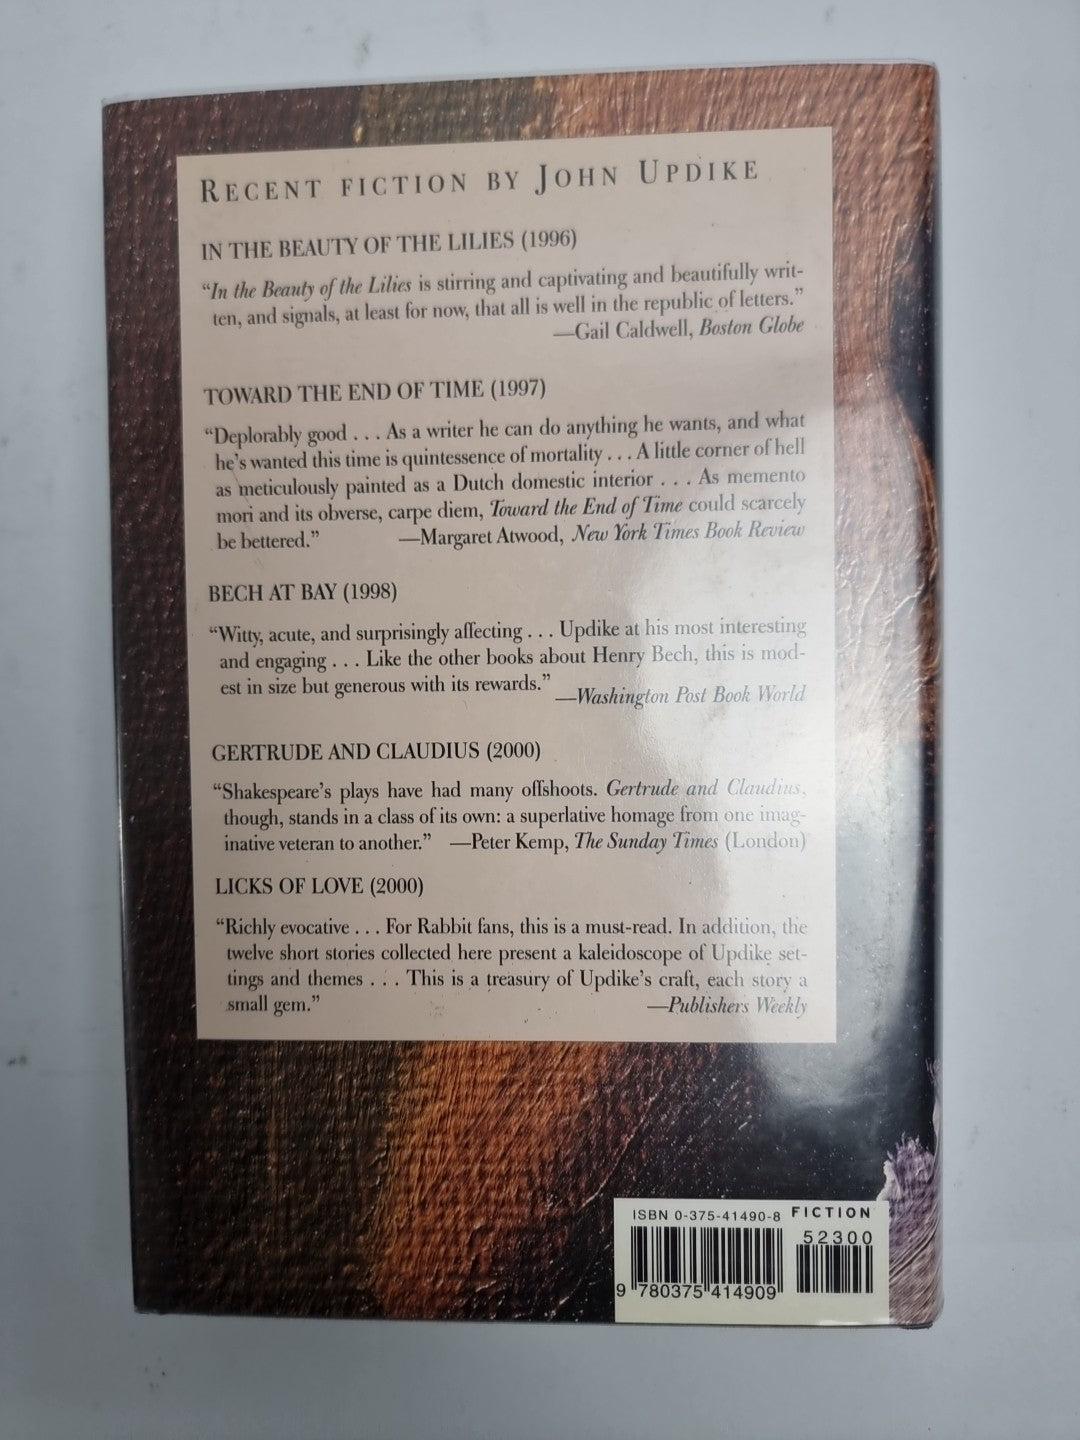 RECENT FICTION BY JOHN UPDIKE
IN THE BEAUTY OF THE LILIES (1996)
“In the Beauty of the Lilies is stirring and captivating and beautifully writ-
ten, and signals, at least for now, that all is well in the republic of letters.”
—Gail Caldwell, Boston Globe
TOWARD THE END OF TIME (1997)
“Deplorably good . . . As a writer he can do anything he wants, and what
he’s wanted this time is quintessence of mortality . . . A little corner of hell
as meticulously painted as a Dutch domestic interior . . . As memento
mori and its obverse, carpe diem, Toward the End of Time could scarcely
be bettered.” —Margaret Atwood, New York Times Book Review
BECH AT BAY (1998)
“Witty, acute, and surprisingly affecting . . . Updike at his most interesting
and engaging . . . Like the other books about Henry Bech, this is mod-
est in size but generous with its rewards.”
—Washington Post Book World
GERTRUDE AND CLAUDIUS (2000)
“Shakespeare’s plays have had many offshoots. Gertrude and Claudius,
though, stands in a class of its own: a superlative homage from one imag-
inative veteran to another.” —Peter Kemp, The Sunday Times (London)
LICKS OF LOVE (2000)
“Richly evocative . . . For Rabbit fans, this is a must-read. In addition, the
twelve short stories collected here present a kaleidoscope of Updike set-
tings and themes . . . This is a treasury of Updike’s craft, each story a
small gem.” —Publishers Weekly
ISBN 0-375-41490-8 FICTION
52300
9 780375 414909